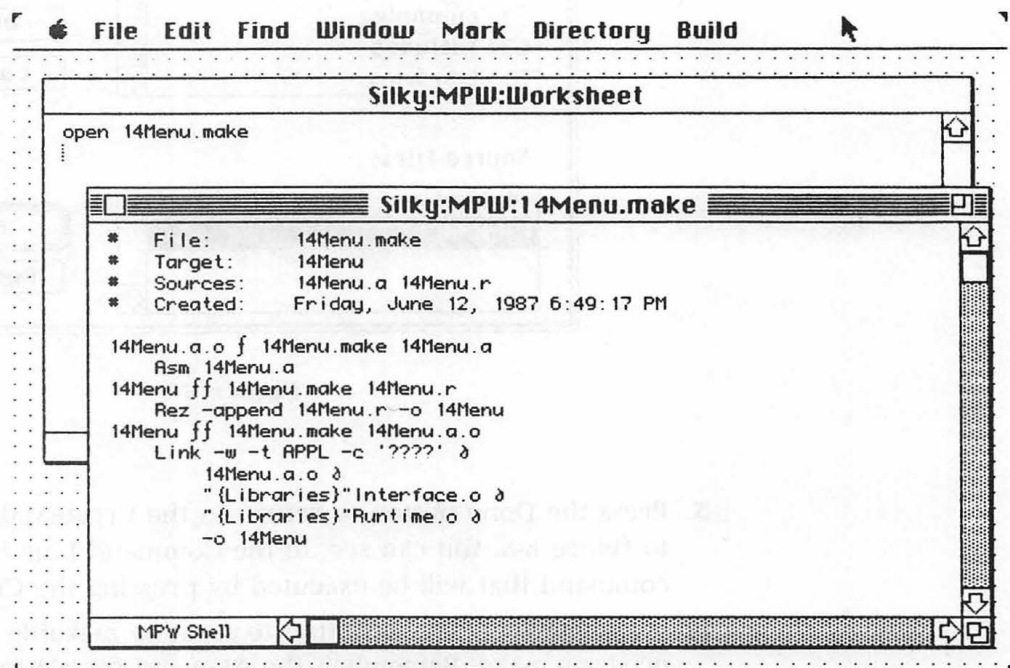 File Edit Find Window Mark Directory Build
Silky:MPW:Worksheet
open 14Menu.make
Silky:MPW:14Menu.make
# File: 14Menu.make
# Target: 14Menu
# Sources: 14Menu.a 14Menu.r
# Created: Friday, June 12, 1987 6:49:17 PM
14Menu.a.o ƒ 14Menu.make 14Menu.a
Asm 14Menu.a
14Menu ƒƒ 14Menu.make 14Menu.r
Rez -append 14Menu.r -o 14Menu
14Menu ƒƒ 14Menu.make 14Menu.a.o
Link -w -t APPL -c '????' ∂
14Menu.a.o ∂
"{Libraries}"Interface.o ∂
"{Libraries}"Runtime.o ∂
-o 14Menu
MPW Shell